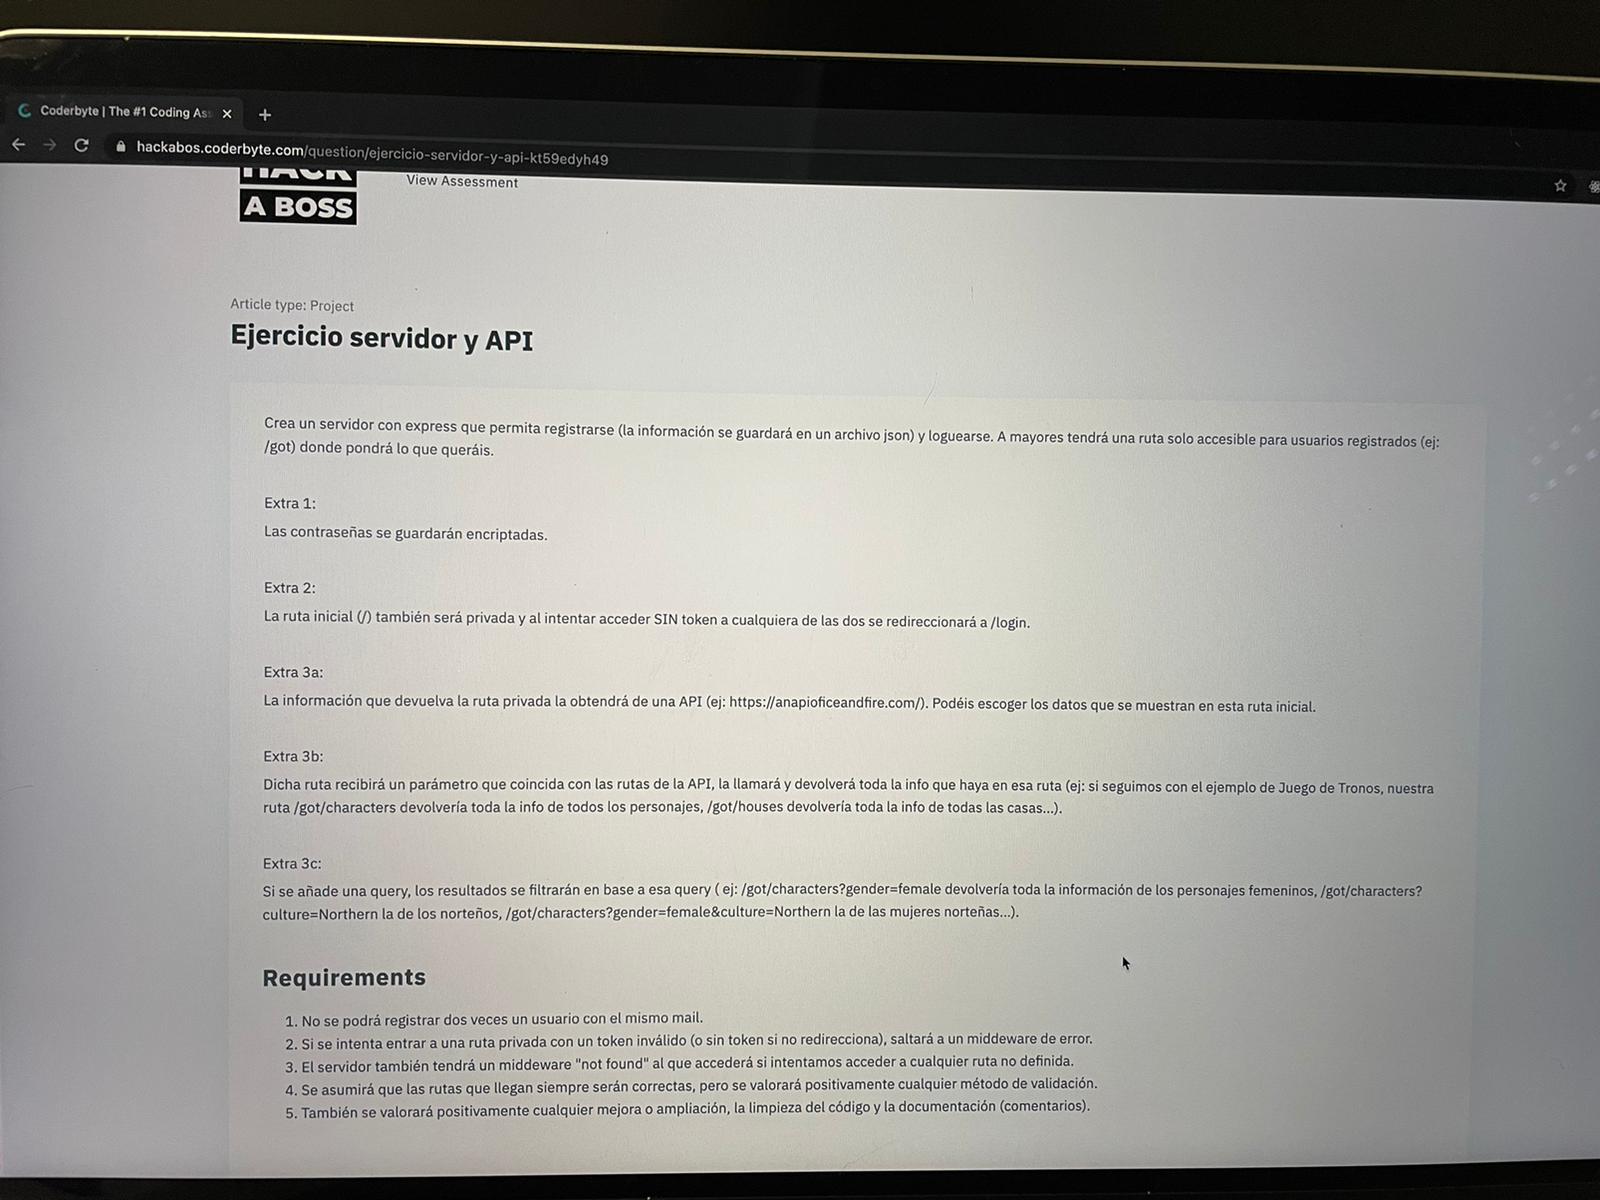 Coderbyte | The #1 Coding Ass
hackabos.coderbyte.com/question/ejercicio-servidor-y-api-kt59edyh49
HACK
A BOSS
View Assessment
Article type: Project
Ejercicio servidor y API
Crea un servidor con express que permita registrarse (la información se guardará en un archivo json) y loguearse. A mayores tendrá una ruta solo accesible para usuarios registrados (ej:
/got) donde pondrá lo que queráis.
Extra 1:
Las contraseñas se guardarán encriptadas.
Extra 2:
La ruta inicial (/) también será privada y al intentar acceder SIN token a cualquiera de las dos se redireccionará a /login.
Extra 3a:
La información que devuelva la ruta privada la obtendrá de una API (ej: https://anapioficeandfire.com/). Podéis escoger los datos que se muestran en esta ruta inicial.
Extra 3b:
Dicha ruta recibirá un parámetro que coincida con las rutas de la API, la llamará y devolverá toda la info que haya en esa ruta (ej: si seguimos con el ejemplo de Juego de Tronos, nuestra
ruta /got/characters devolvería toda la info de todos los personajes, /got/houses devolvería toda la info de todas las casas...).
Extra 3c:
Si se añade una query, los resultados se filtrarán en base a esa query ( ej: /got/characters?gender=female devolvería toda la información de los personajes femeninos, /got/characters?
culture=Northern la de los norteños, /got/characters?gender=female&culture=Northern la de las mujeres norteñas...).
Requirements
1. No se podrá registrar dos veces un usuario con el mismo mail.
2. Si se intenta entrar a una ruta privada con un token inválido (o sin token si no redirecciona), saltará a un middeware de error.
3. El servidor también tendrá un middeware "not found" al que accederá si intentamos acceder a cualquier ruta no definida.
4. Se asumirá que las rutas que llegan siempre serán correctas, pero se valorará positivamente cualquier método de validación.
5. También se valorará positivamente cualquier mejora o ampliación, la limpieza del código y la documentación (comentarios).